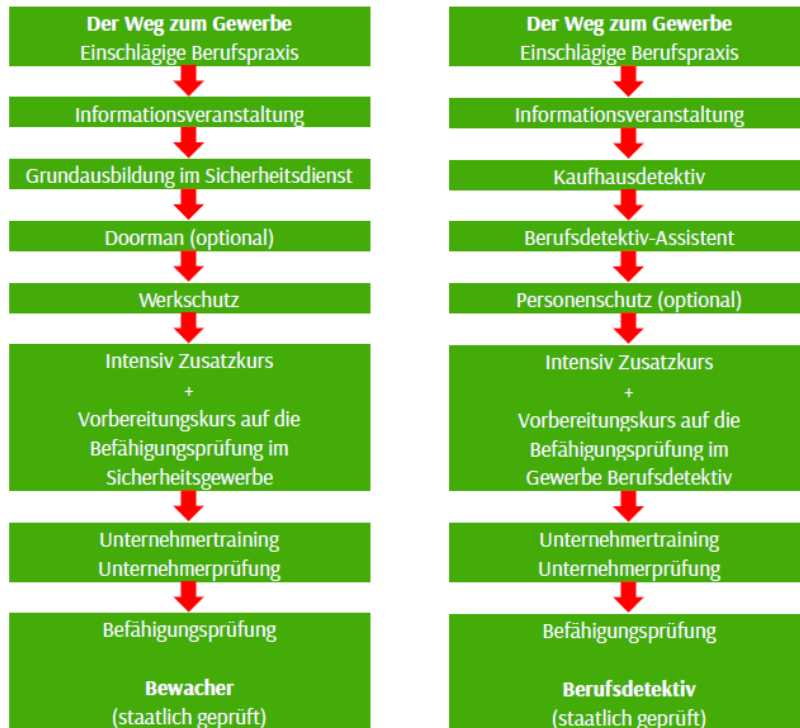 Der Weg zum Gewerbe
Einschlägige Berufspraxis
Informationsveranstaltung
Grundausbildung im Sicherheitsdienst
Doorman (optional)
Werkschutz
Intensiv Zusatzkurs
+
Vorbereitungskurs auf die
Befähigungsprüfung im
Sicherheitsgewerbe
Unternehmertraining
Unternehmerprüfung
Befähigungsprüfung
Bewacher
(staatlich geprüft)
Der Weg zum Gewerbe
Einschlägige Berufspraxis
Informationsveranstaltung
Kaufhausdetektiv
Berufsdetektiv-Assistent
Personenschutz (optional)
Intensiv Zusatzkurs
+
Vorbereitungskurs auf die
Befähigungsprüfung im
Gewerbe Berufsdetektiv
Unternehmertraining
Unternehmerprüfung
Befähigungsprüfung
Berufsdetektiv
(staatlich geprüft)